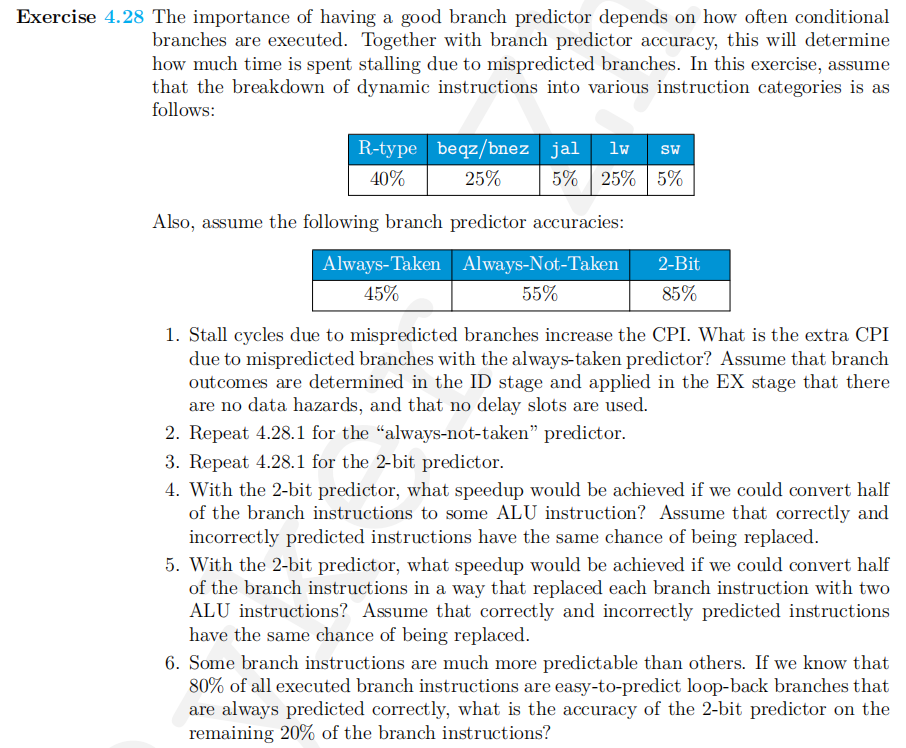 Exercise 4.28 The importance of having a good branch predictor depends on how often conditional
branches are executed. Together with branch predictor accuracy, this will determine
how much time is spent stalling due to mispredicted branches. In this exercise, assume
that the breakdown of dynamic instructions into various instruction categories is as
follows:
R-type beqz/bnez jal lw sw
40% 25% 5% 25% 5%
Also, assume the following branch predictor accuracies:
Always-Taken Always-Not-Taken 2-Bit
45% 55% 85%
1. Stall cycles due to mispredicted branches increase the CPI. What is the extra CPI
due to mispredicted branches with the always-taken predictor? Assume that branch
outcomes are determined in the ID stage and applied in the EX stage that there
are no data hazards, and that no delay slots are used.
2. Repeat 4.28.1 for the “always-not-taken” predictor.
3. Repeat 4.28.1 for the 2-bit predictor.
4. With the 2-bit predictor, what speedup would be achieved if we could convert half
of the branch instructions to some ALU instruction? Assume that correctly and
incorrectly predicted instructions have the same chance of being replaced.
5. With the 2-bit predictor, what speedup would be achieved if we could convert half
of the branch instructions in a way that replaced each branch instruction with two
ALU instructions? Assume that correctly and incorrectly predicted instructions
have the same chance of being replaced.
6. Some branch instructions are much more predictable than others. If we know that
80% of all executed branch instructions are easy-to-predict loop-back branches that
are always predicted correctly, what is the accuracy of the 2-bit predictor on the
remaining 20% of the branch instructions?